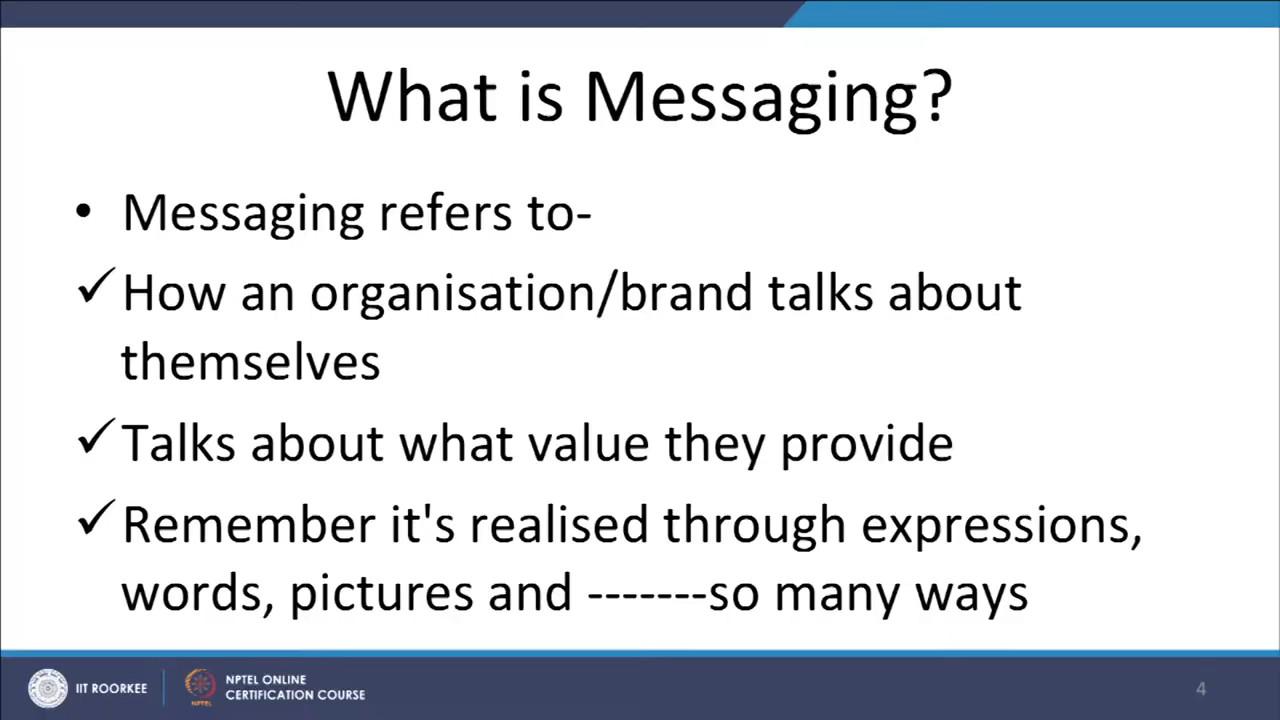 What is Messaging?
• Messaging refers to-
✓ How an organisation/brand talks about
themselves
✓ Talks about what value they provide
✓ Remember it's realised through expressions,
words, pictures and -------so many ways
IIT ROORKEE
NPTEL
NPTEL ONLINE
CERTIFICATION COURSE
4